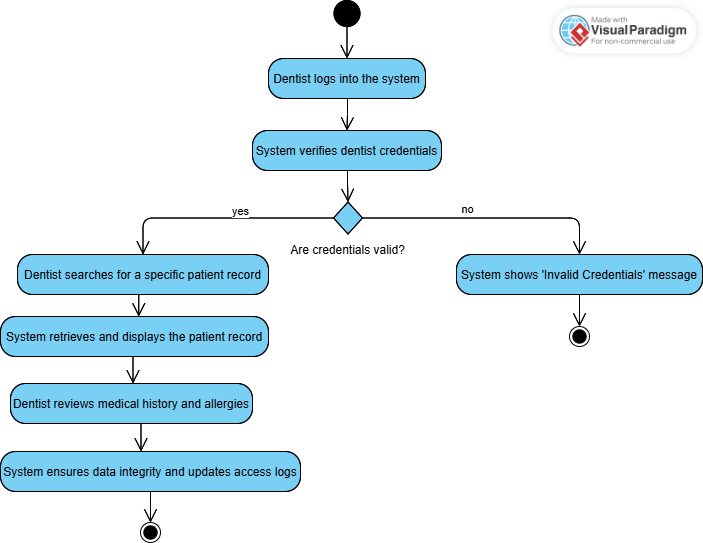 Made with
VisualParadigm
For non-commercial use
Dentist logs into the system
System verifies dentist credentials
yes
no
Are credentials valid?
Dentist searches for a specific patient record
System shows 'Invalid Credentials' message
System retrieves and displays the patient record
Dentist reviews medical history and allergies
System ensures data integrity and updates access logs